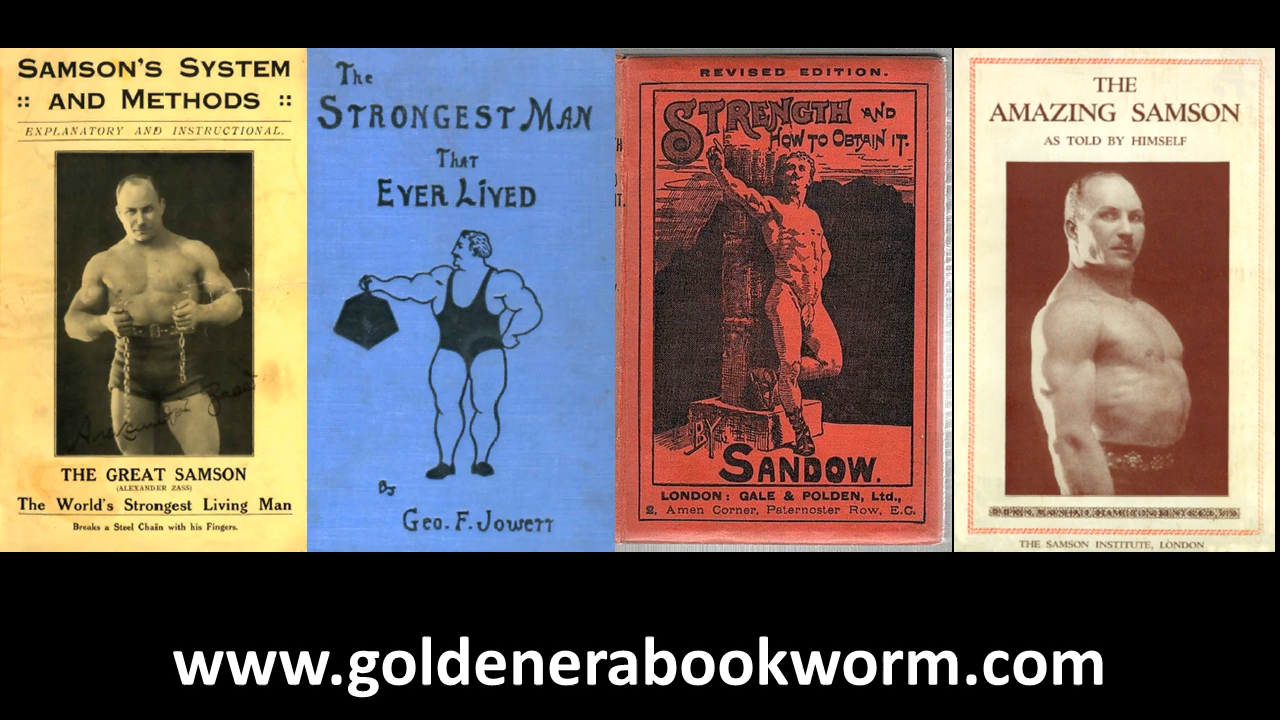 SAMSON'S SYSTEM
:: AND METHODS ::
EXPLANATORY AND INSTRUCTIONAL.
THE GREAT SAMSON
(ALEXANDER ZASS)
The World's Strongest Living Man
Breaks a Steel Chain with his Fingers.
The
STRONGEST MAN
THAT
EVER LIVED
By
GEO. F. JOWETT
REVISED EDITION.
STRENGTH AND
HOW TO OBTAIN IT.
BY
SANDOW.
LONDON: GALE & POLDEN, Ltd.,
2, Amen Corner, Paternoster Row, E.C.
THE
AMAZING SAMSON
AS TOLD BY HIMSELF
THE SAMSON INSTITUTE, LONDON
www.goldenerabookworm.com